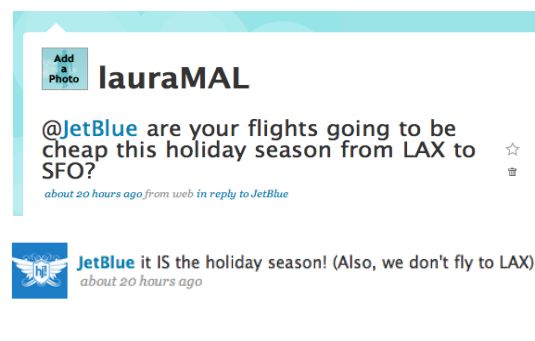 Add
a
Photo
lauraMAL
@JetBlue are your flights going to be
cheap this holiday season from LAX to
SFO?
about 20 hours ago from web in reply to JetBlue
hj!
JetBlue it IS the holiday season! (Also, we don't fly to LAX)
about 20 hours ago